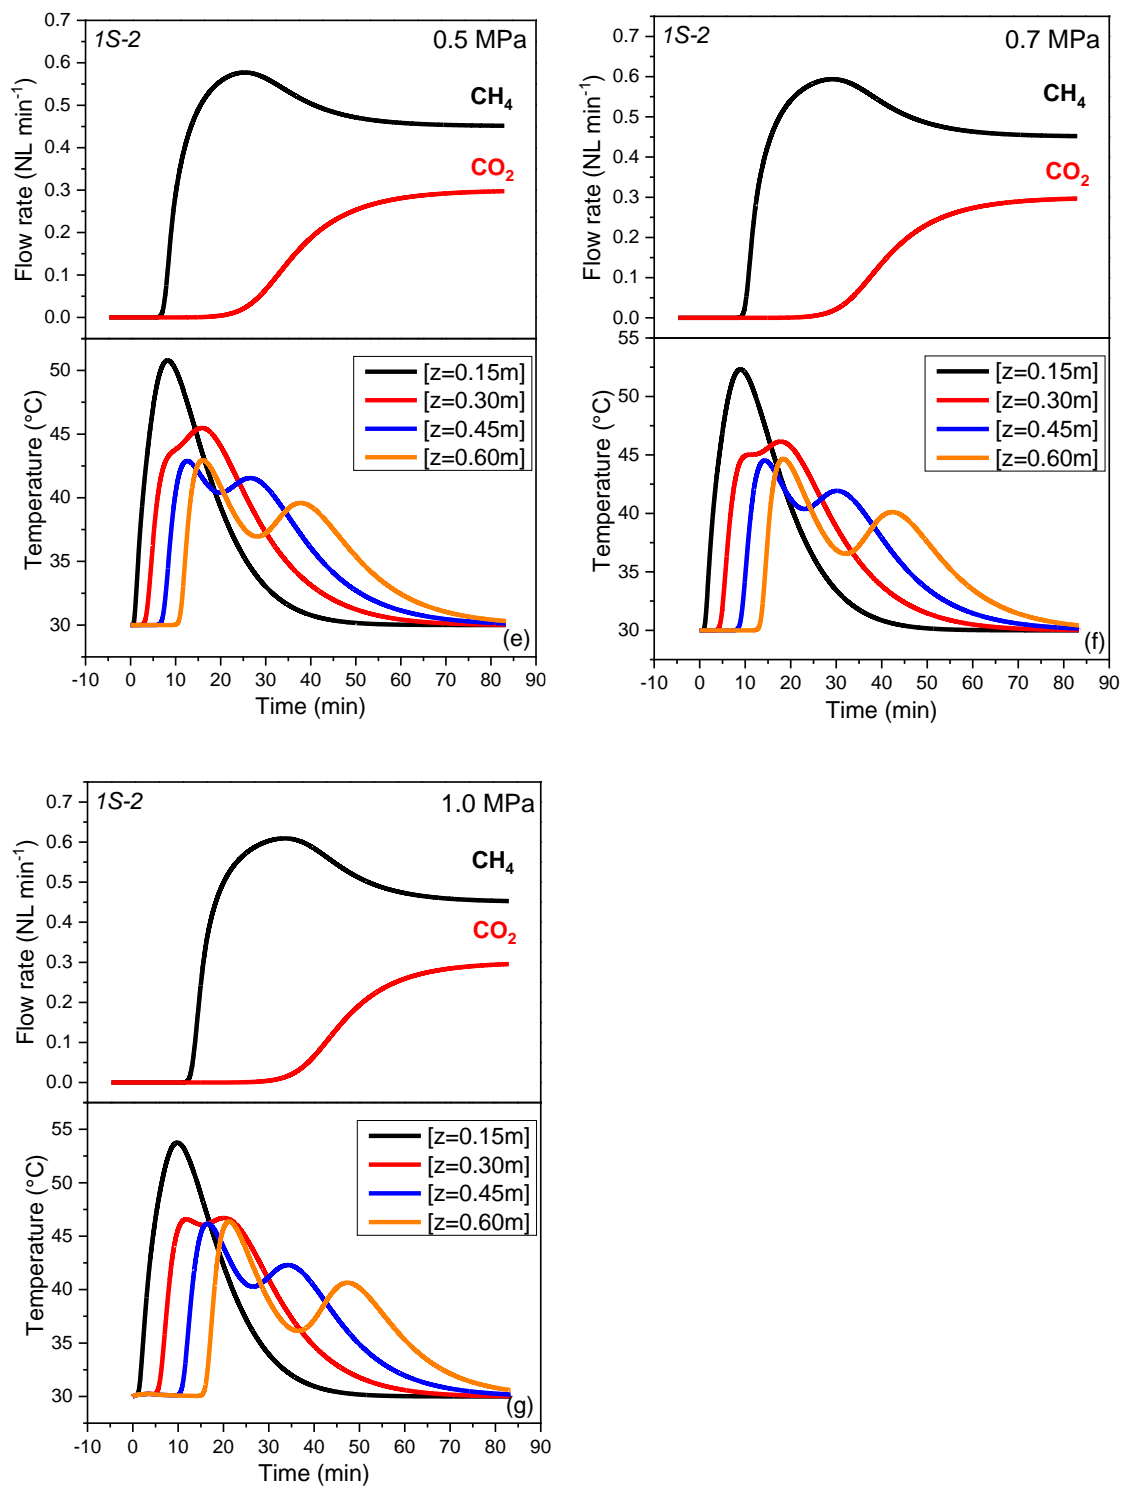 1S-2
0.5 MPa
CH4
CO2
Flow rate (NL min-1)
0.7
0.6
0.5
0.4
0.3
0.2
0.1
0.0
[z=0.15m]
[z=0.30m]
[z=0.45m]
[z=0.60m]
Temperature (°C)
50
45
40
35
30
(e)
-10 0 10 20 30 40 50 60 70 80 90
Time (min)
1S-2
0.7 MPa
CH4
CO2
Flow rate (NL min-1)
0.7
0.6
0.5
0.4
0.3
0.2
0.1
0.0
[z=0.15m]
[z=0.30m]
[z=0.45m]
[z=0.60m]
Temperature (°C)
55
50
45
40
35
30
(f)
-10 0 10 20 30 40 50 60 70 80 90
Time (min)
1S-2
1.0 MPa
CH4
CO2
Flow rate (NL min-1)
0.7
0.6
0.5
0.4
0.3
0.2
0.1
0.0
[z=0.15m]
[z=0.30m]
[z=0.45m]
[z=0.60m]
Temperature (°C)
55
50
45
40
35
30
(g)
-10 0 10 20 30 40 50 60 70 80 90
Time (min)